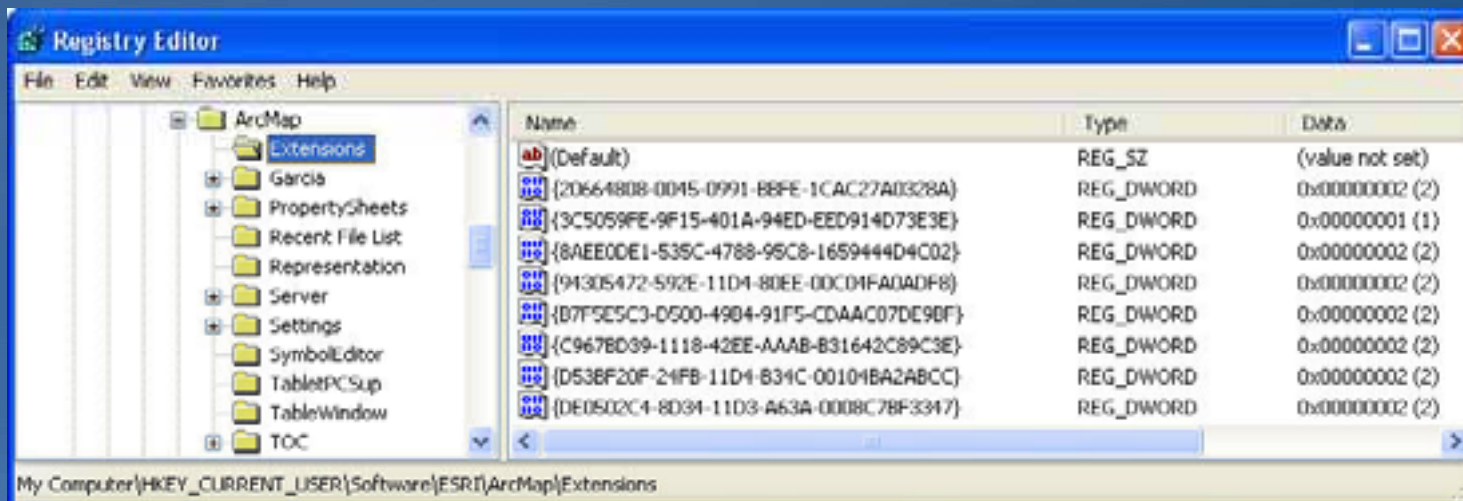 Registry Editor
File Edit View Favorites Help
ArcMap
Extensions
Garcia
PropertySheets
Recent File List
Representation
Server
Settings
SymbolEditor
TabletPCSup
TableWindow
TOC
Name Type Data
(Default) REG_SZ (value not set)
{20664808-0045-0991-BBFE-1CAC27A0328A} REG_DWORD 0x00000002 (2)
{3C5059FE-9F15-401A-94ED-EED914D73E3E} REG_DWORD 0x00000001 (1)
{8AEE0DE1-535C-4788-95C8-1659444D4C02} REG_DWORD 0x00000002 (2)
{94305472-592E-11D4-80EE-00C04FA0ADF8} REG_DWORD 0x00000002 (2)
{B7F5E5C3-D500-49B4-91F5-CDAAC07DE9BF} REG_DWORD 0x00000002 (2)
{C967BD39-1118-42EE-AAAB-B31642C89C3E} REG_DWORD 0x00000002 (2)
{D53BF20F-24FB-11D4-B34C-00104BA2ABCC} REG_DWORD 0x00000002 (2)
{DE0502C4-8D34-11D3-A63A-0008C7BF3347} REG_DWORD 0x00000002 (2)
My Computer\HKEY_CURRENT_USER\Software\ESRI\ArcMap\Extensions